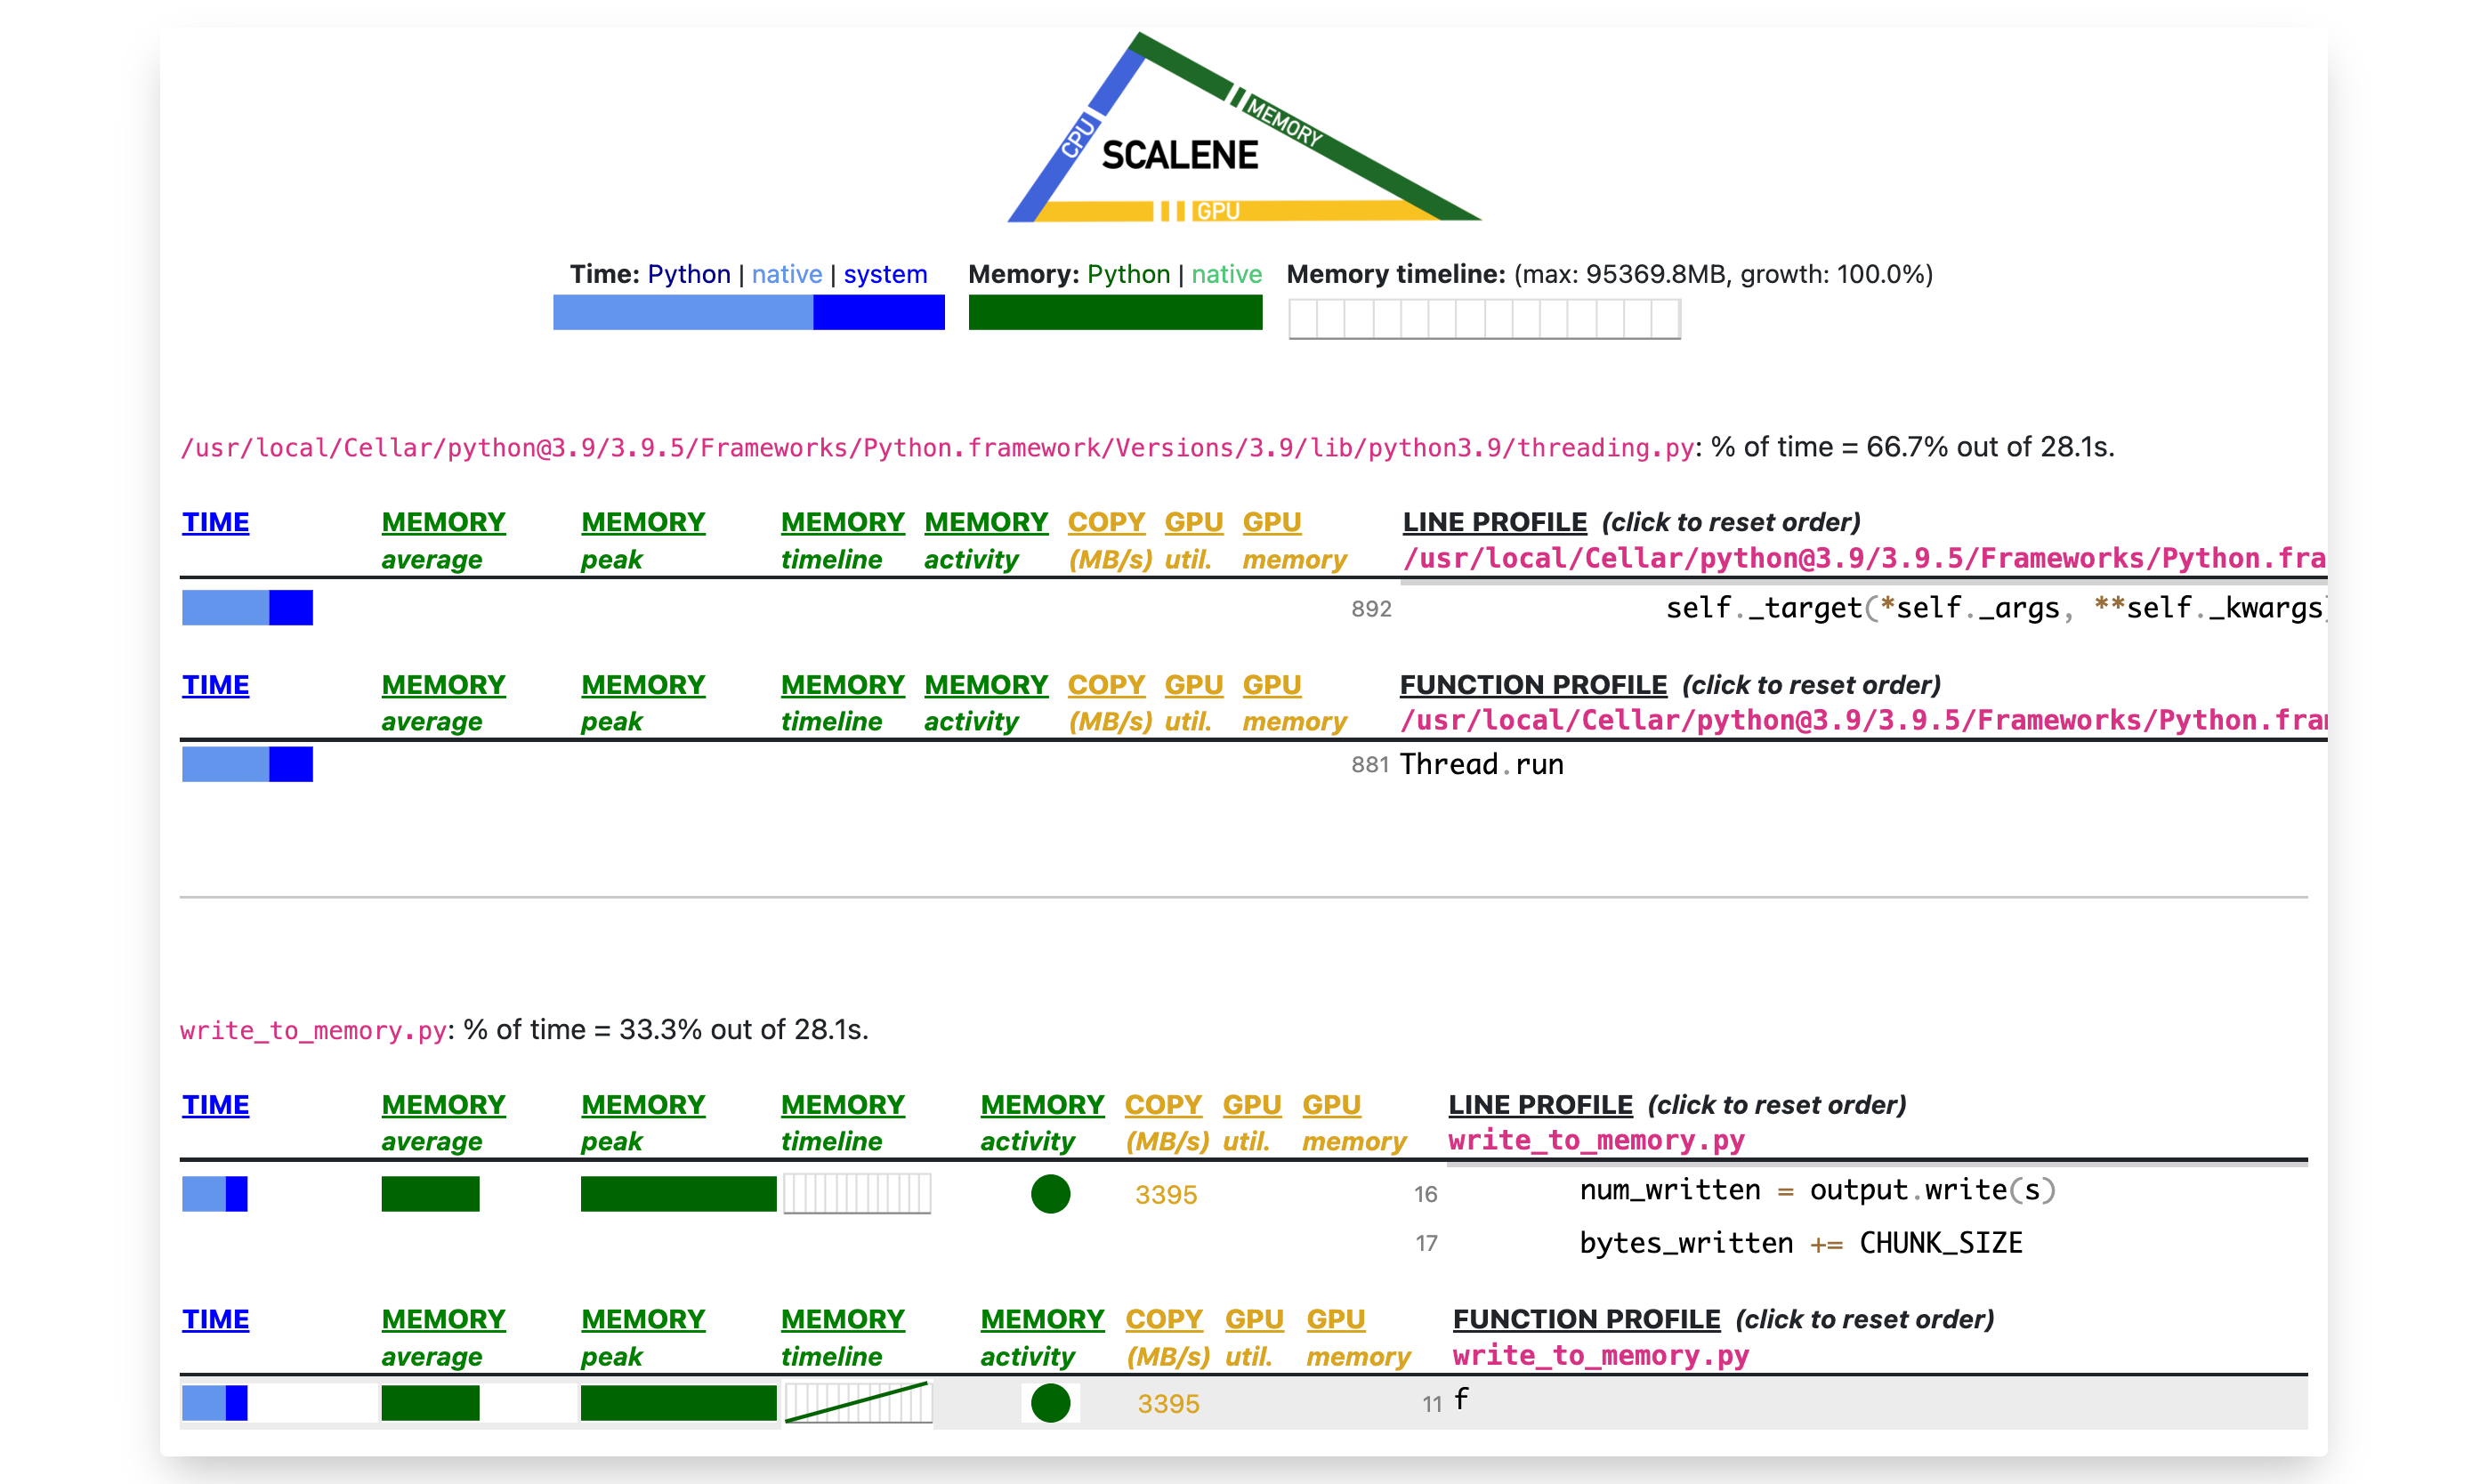 CPU
MEMORY
SCALENE
GPU
Time: Python | native | system Memory: Python | native Memory timeline: (max: 95369.8MB, growth: 100.0%)
/usr/local/Cellar/python@3.9/3.9.5/Frameworks/Python.framework/Versions/3.9/lib/python3.9/threading.py: % of time = 66.7% out of 28.1s.
TIME MEMORY MEMORY MEMORY MEMORY COPY GPU GPU LINE PROFILE (click to reset order)
average peak timeline activity (MB/s) util. memory /usr/local/Cellar/python@3.9/3.9.5/Frameworks/Python.fra
892 self._target(*self._args, **self._kwargs)
TIME MEMORY MEMORY MEMORY MEMORY COPY GPU GPU FUNCTION PROFILE (click to reset order)
average peak timeline activity (MB/s) util. memory /usr/local/Cellar/python@3.9/3.9.5/Frameworks/Python.fram
881 Thread.run
write_to_memory.py: % of time = 33.3% out of 28.1s.
TIME MEMORY MEMORY MEMORY MEMORY COPY GPU GPU LINE PROFILE (click to reset order)
average peak timeline activity (MB/s) util. memory write_to_memory.py
3395 16 num_written = output.write(s)
17 bytes_written += CHUNK_SIZE
TIME MEMORY MEMORY MEMORY MEMORY COPY GPU GPU FUNCTION PROFILE (click to reset order)
average peak timeline activity (MB/s) util. memory write_to_memory.py
3395 11 f